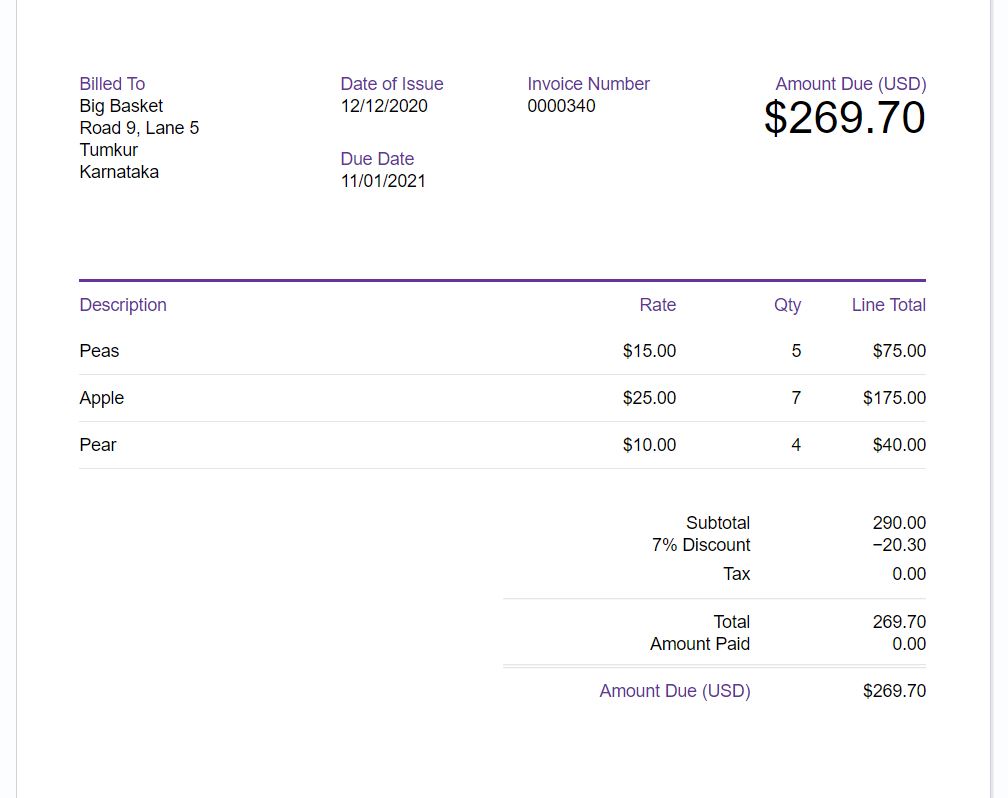 Billed To
Big Basket
Road 9, Lane 5
Tumkur
Karnataka
Date of Issue
12/12/2020
Due Date
11/01/2021
Invoice Number
0000340
Amount Due (USD)
$269.70
Description Rate Qty Line Total
Peas $15.00 5 $75.00
Apple $25.00 7 $175.00
Pear $10.00 4 $40.00
Subtotal 290.00
7% Discount −20.30
Tax 0.00
Total 269.70
Amount Paid 0.00
Amount Due (USD) $269.70